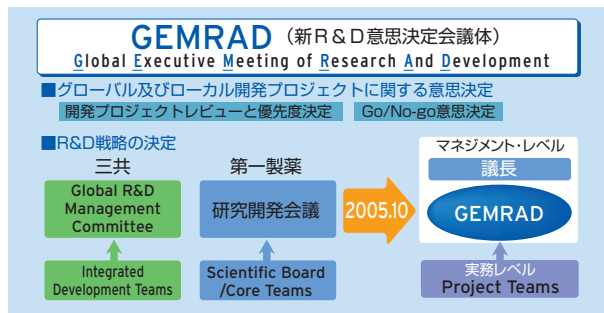 GEMRAD（新R＆D意思決定会議体）
Global Executive Meeting of Research And Development
■グローバル及びローカル開発プロジェクトに関する意思決定
開発プロジェクトレビューと優先度決定 Go/No-go意思決定
■R&D戦略の決定
三共
Global R&D
Management
Committee
Integrated
Development Teams
第一製薬
研究開発会議
Scientific Board
/Core Teams
2005.10
マネジメント・レベル
議長
GEMRAD
実務レベル
Project Teams